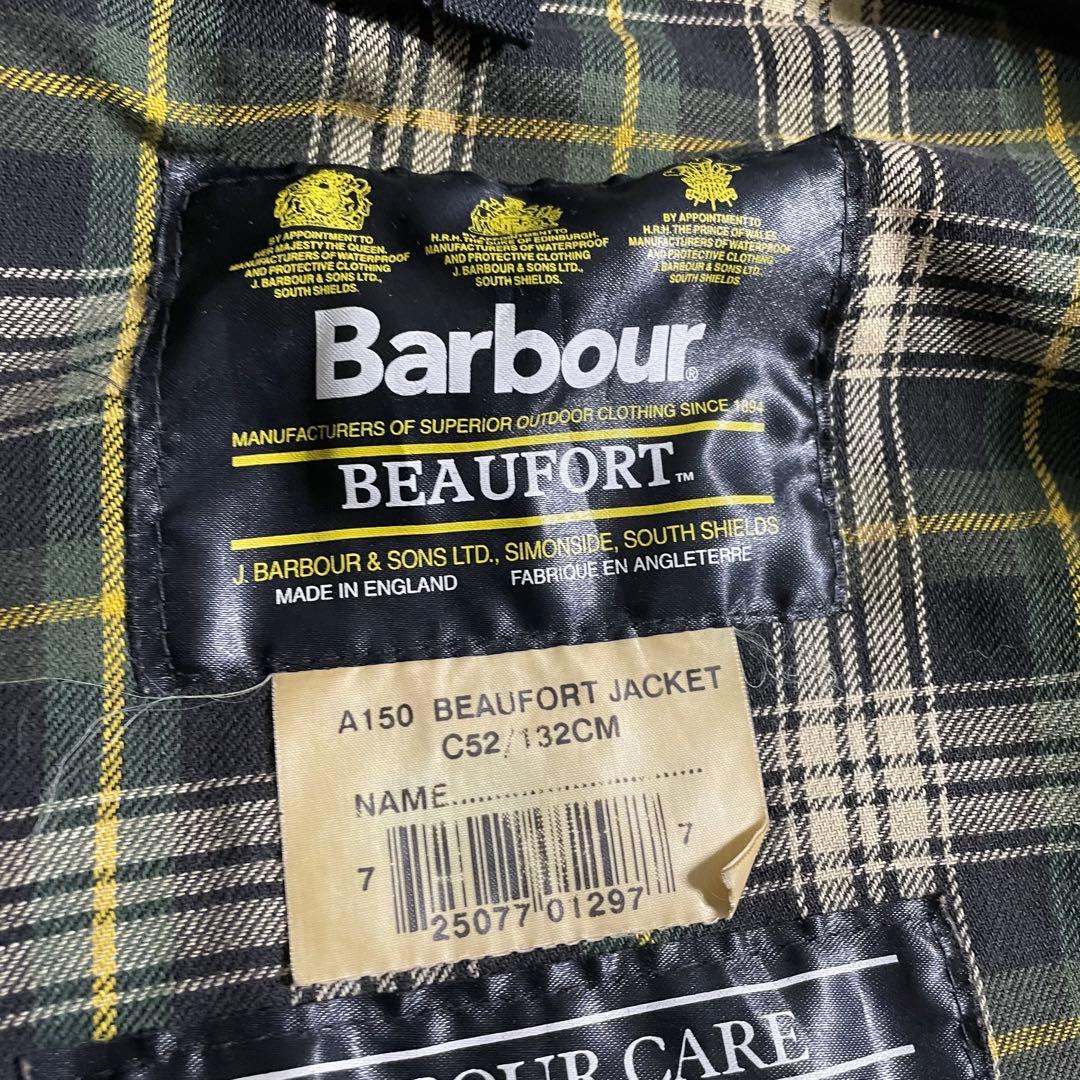 BY APPOINTMENT TO
HER MAJESTY THE QUEEN.
MANUFACTURERS OF WATERPROOF
AND PROTECTIVE CLOTHING
J. BARBOUR & SONS LTD.,
SOUTH SHIELDS.
BY APPOINTMENT TO
H.R.H. THE DUKE OF EDINBURGH.
MANUFACTURERS OF WATERPROOF
AND PROTECTIVE CLOTHING
J. BARBOUR & SONS LTD.,
SOUTH SHIELDS.
BY APPOINTMENT TO
H.R.H. THE PRINCE OF WALES.
MANUFACTURERS OF WATERPROOF
AND PROTECTIVE CLOTHING
J. BARBOUR & SONS LTD.,
SOUTH SHIELDS.
Barbour®
MANUFACTURERS OF SUPERIOR OUTDOOR CLOTHING SINCE 1894
BEAUFORT™
J. BARBOUR & SONS LTD., SIMONSIDE, SOUTH SHIELDS
MADE IN ENGLAND FABRIQUE EN ANGLETERRE
A150 BEAUFORT JACKET
C52/132CM
NAME..............................
7 25077 01297 7
CARE